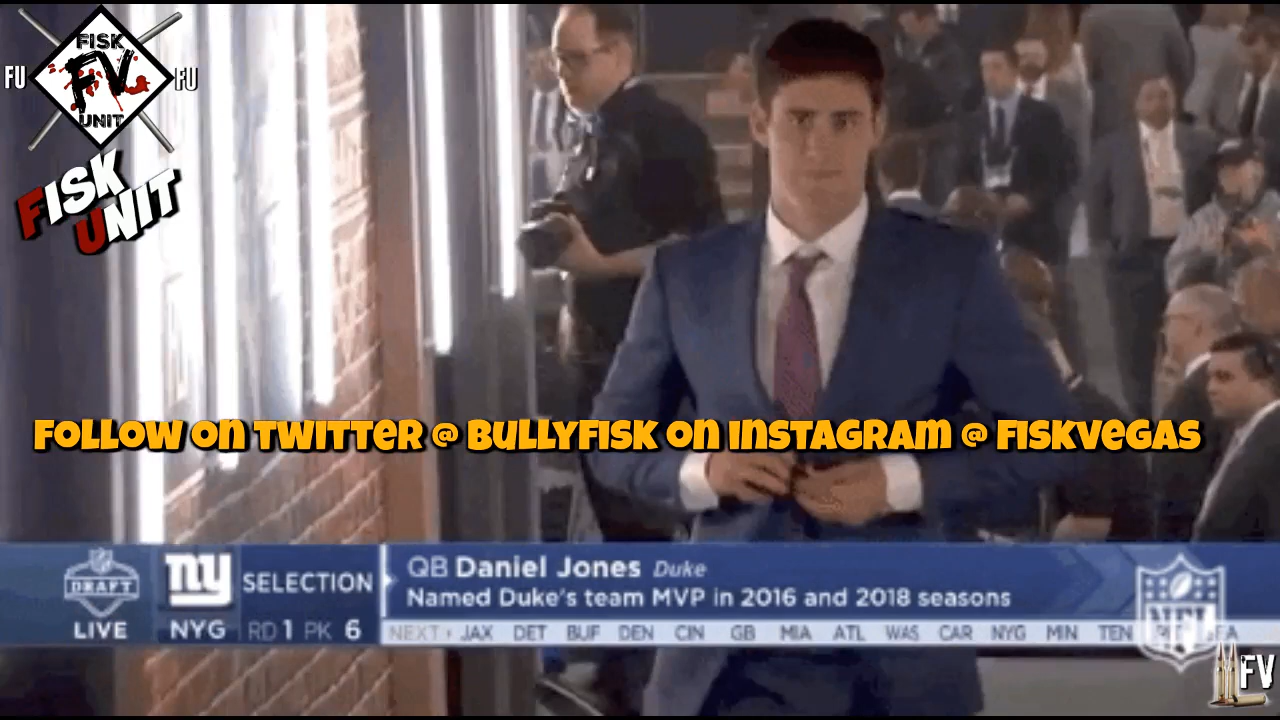 FISK
FU FV FU
UNIT
FISK
UNIT
FOLLOW ON TWITTER @ BULLYFISK ON INSTAGRAM @ FISKVEGAS
QB Daniel Jones Duke
DRAFT ny SELECTION
Named Duke's team MVP in 2016 and 2018 seasons
LIVE NYG RD 1 PK 6 NEXT JAX DET BUF DEN CIN GB MIA ATL WAS CAR NYG MIN TEN
NFL
FV